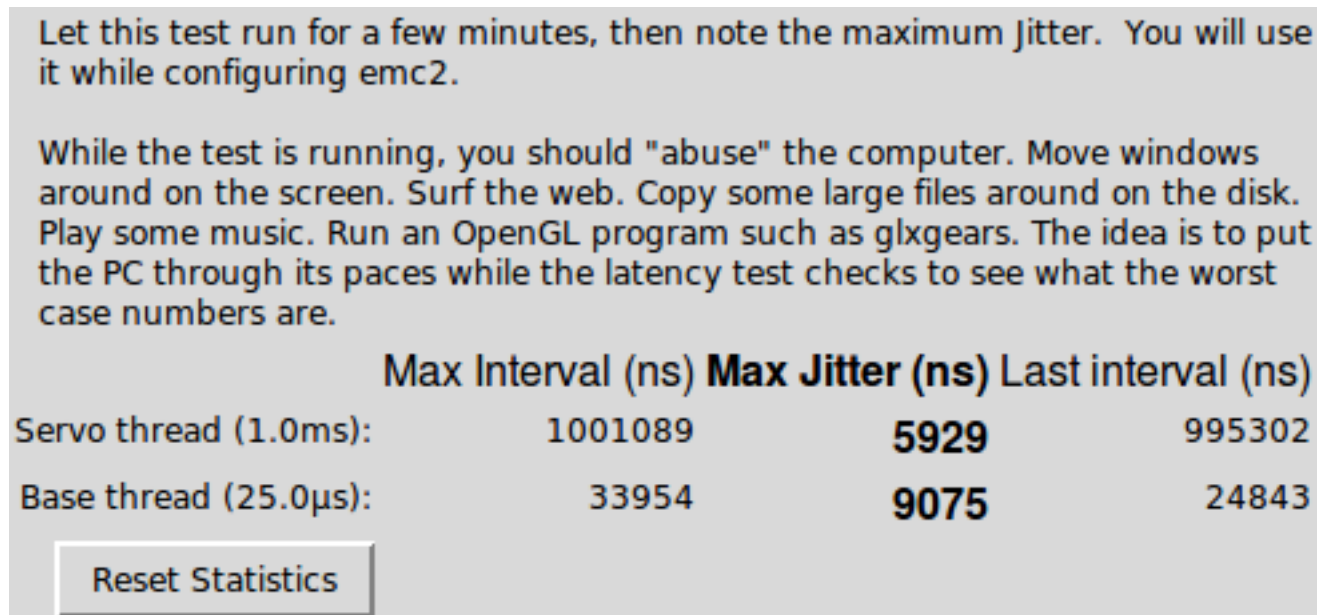 Let this test run for a few minutes, then note the maximum Jitter.  You will use
it while configuring emc2.
While the test is running, you should "abuse" the computer. Move windows
around on the screen. Surf the web. Copy some large files around on the disk.
Play some music. Run an OpenGL program such as glxgears. The idea is to put
the PC through its paces while the latency test checks to see what the worst
case numbers are.
Max Interval (ns) Max Jitter (ns) Last interval (ns)
Servo thread (1.0ms): 1001089 5929 995302
Base thread (25.0µs): 33954 9075 24843
Reset Statistics